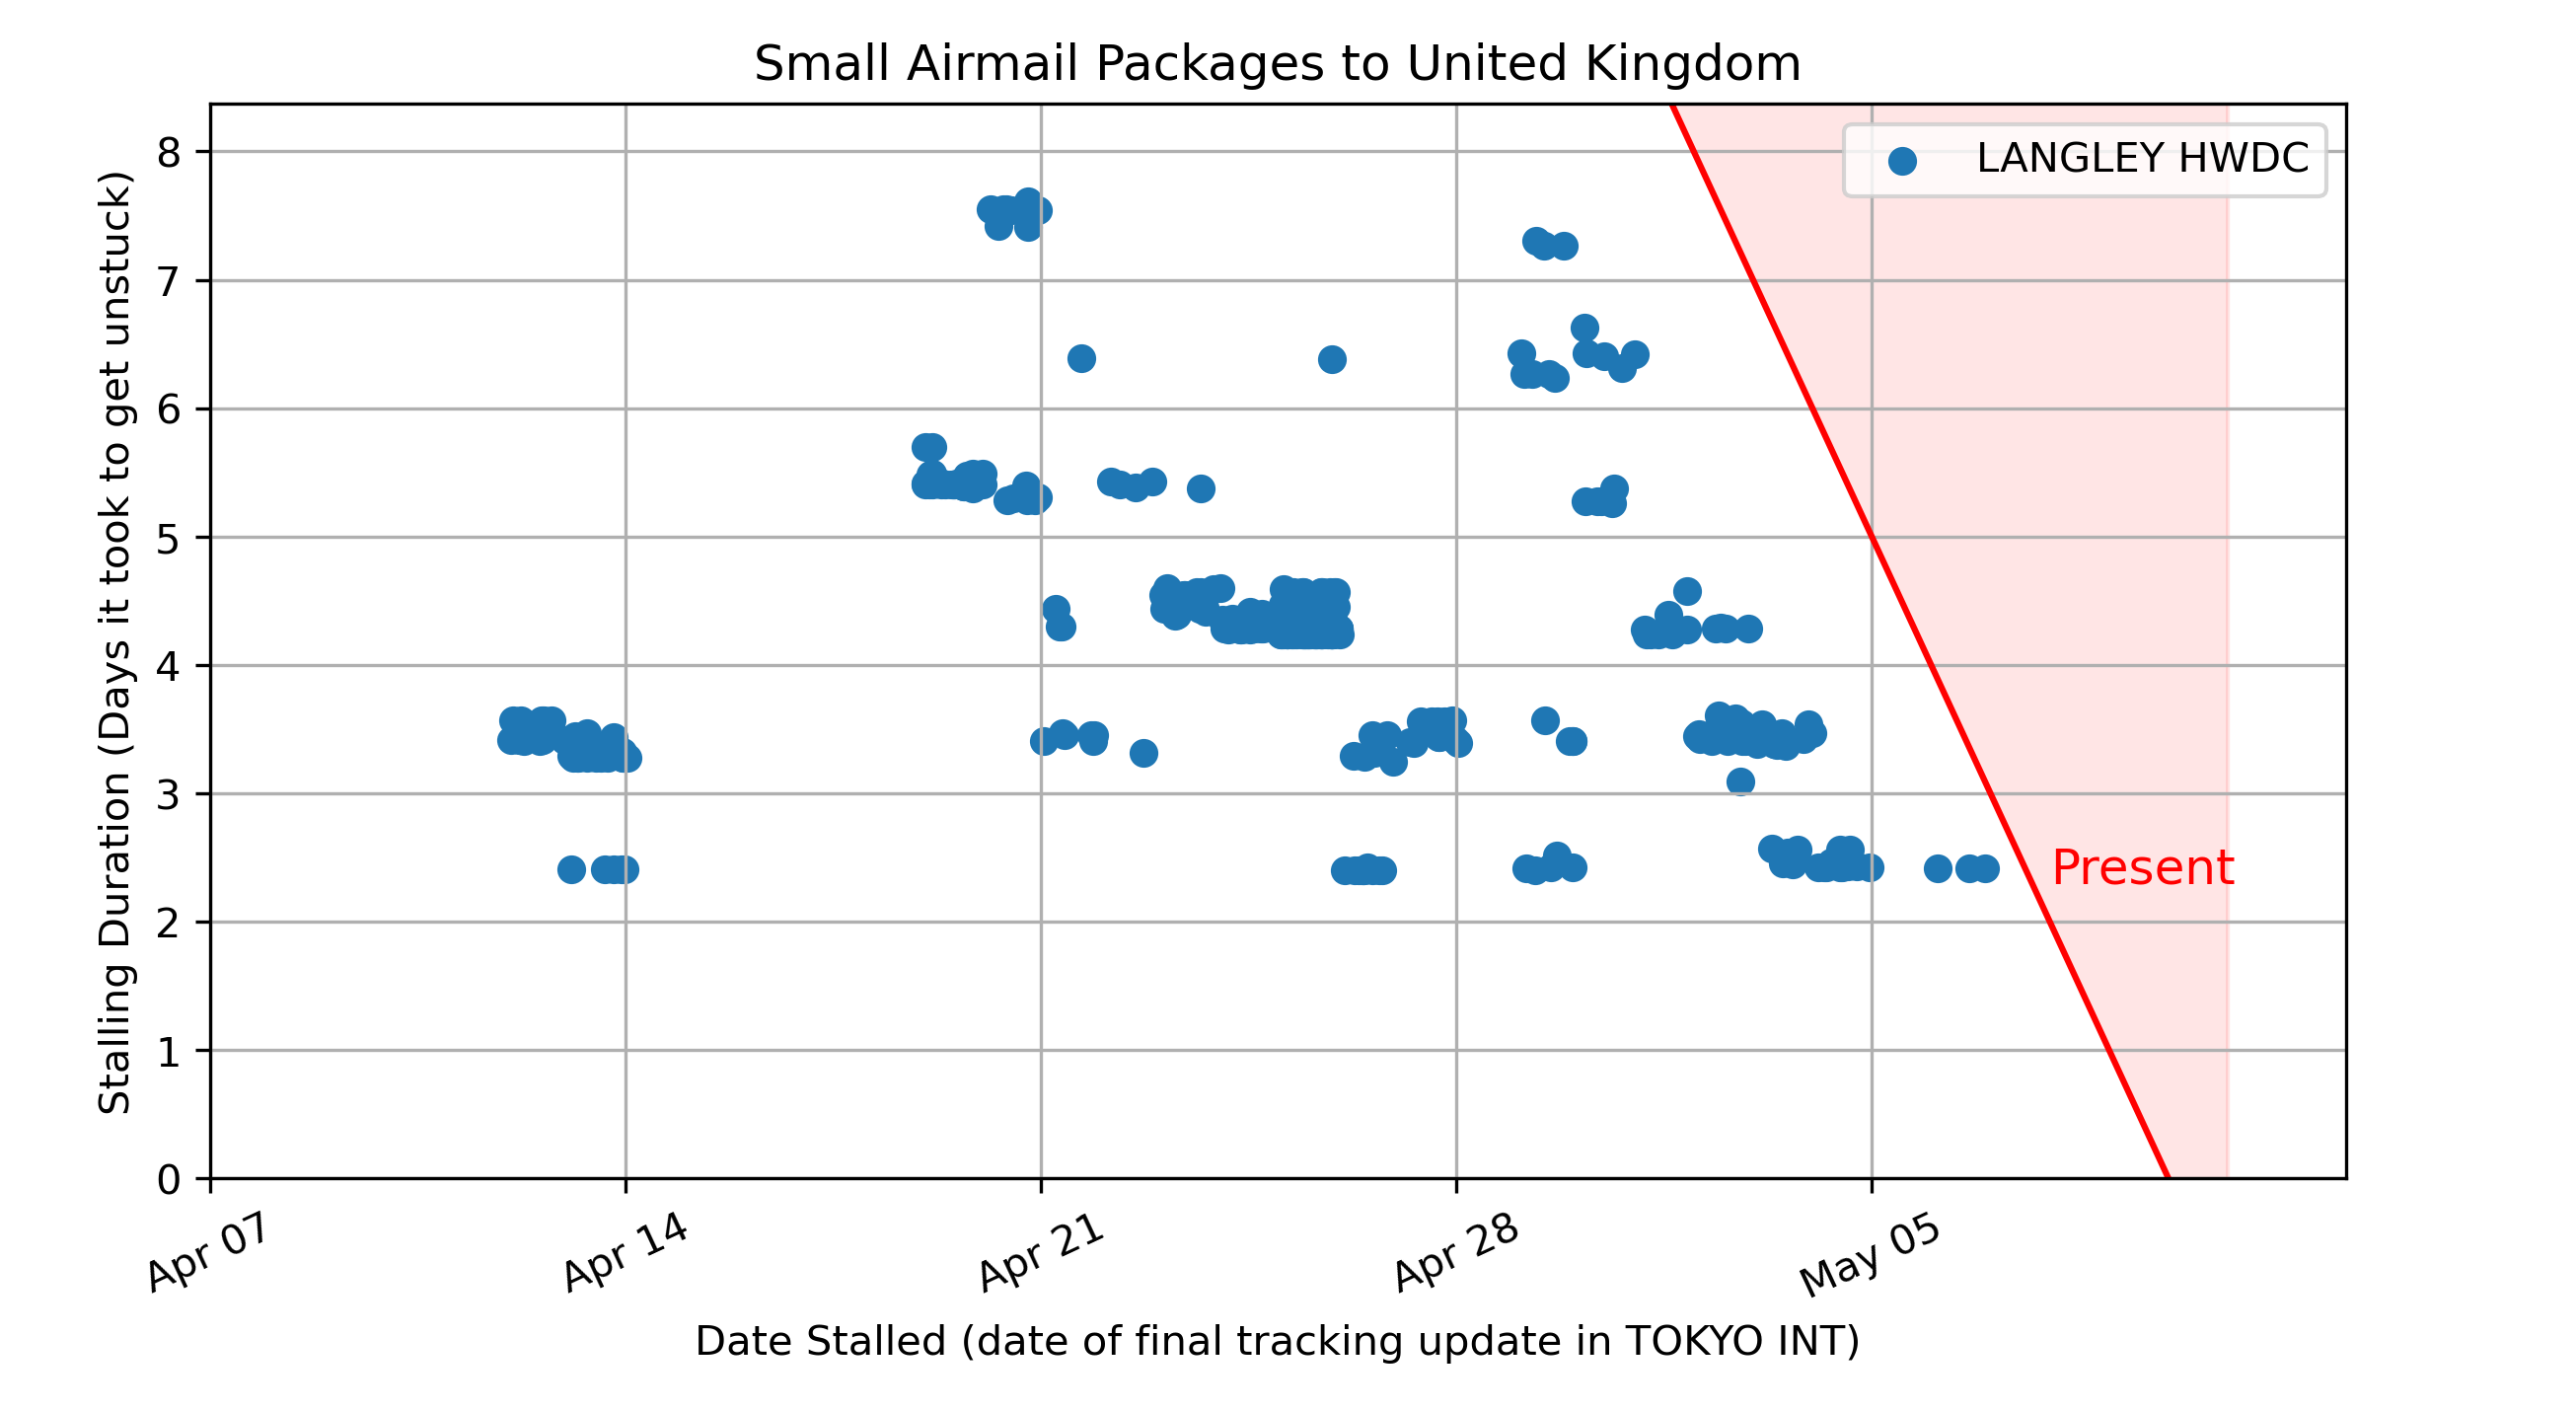 Small Airmail Packages to United Kingdom
LANGLEY HWDC
Stalling Duration (Days it took to get unstuck)
8
7
6
5
4
3
2
1
0
Present
Apr 07
Apr 14
Apr 21
Apr 28
May 05
Date Stalled (date of final tracking update in TOKYO INT)